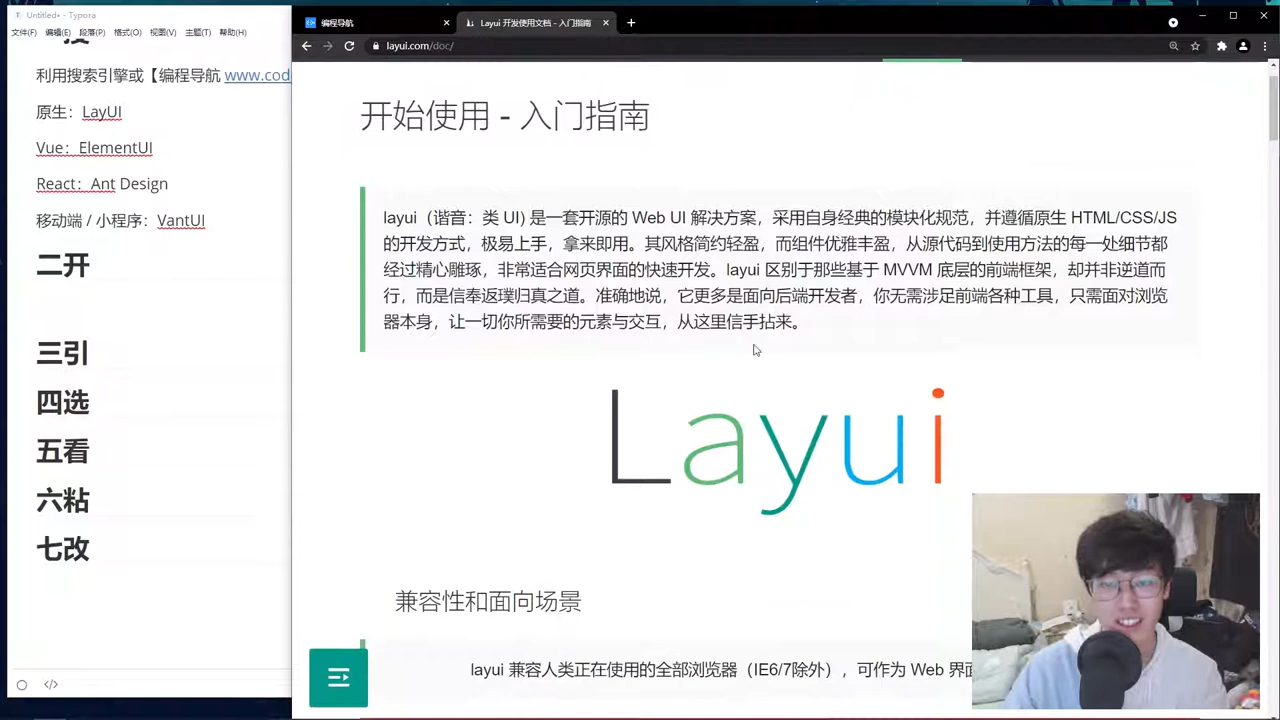 Untitled• - Typora
文件(F) 编辑(E) 段落(P) 格式(O) 视图(V) 主题(T) 帮助(H)
利用搜索引擎或【编程导航 www.cod
原生：LayUI
Vue：ElementUI
React：Ant Design
移动端 / 小程序：VantUI
二开
三引
四选
五看
六粘
七改
</>
编程导航
Layui 开发使用文档 - 入门指南
layui.com/doc/
开始使用 - 入门指南
layui（谐音：类 UI) 是一套开源的 Web UI 解决方案，采用自身经典的模块化规范，并遵循原生 HTML/CSS/JS
的开发方式，极易上手，拿来即用。其风格简约轻盈，而组件优雅丰盈，从源代码到使用方法的每一处细节都
经过精心雕琢，非常适合网页界面的快速开发。layui 区别于那些基于 MVVM 底层的前端框架，却并非逆道而
行，而是信奉返璞归真之道。准确地说，它更多是面向后端开发者，你无需涉足前端各种工具，只需面对浏览
器本身，让一切你所需要的元素与交互，从这里信手拈来。
Layui
兼容性和面向场景
layui 兼容人类正在使用的全部浏览器（IE6/7除外），可作为 Web 界面